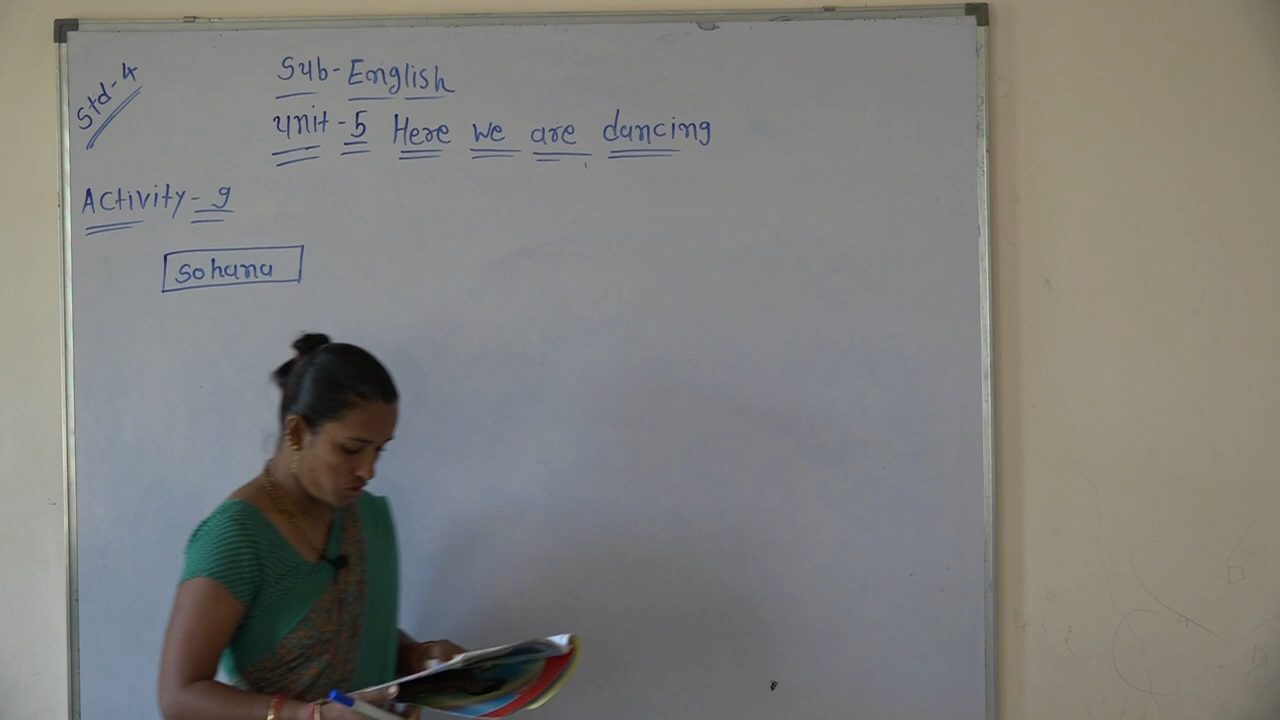 Std-4
Sub-English
Unit-5 Here we are dancing
Activity-9
Sohana